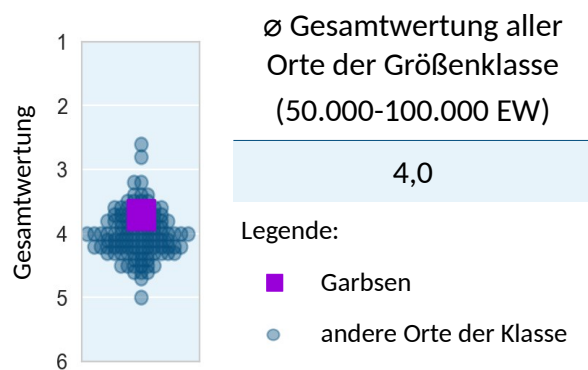 Gesamtwertung
1
2
3
4
5
6
ø Gesamtwertung aller
Orte der Größenklasse
(50.000-100.000 EW)
4,0
Legende:
Garbsen
andere Orte der Klasse